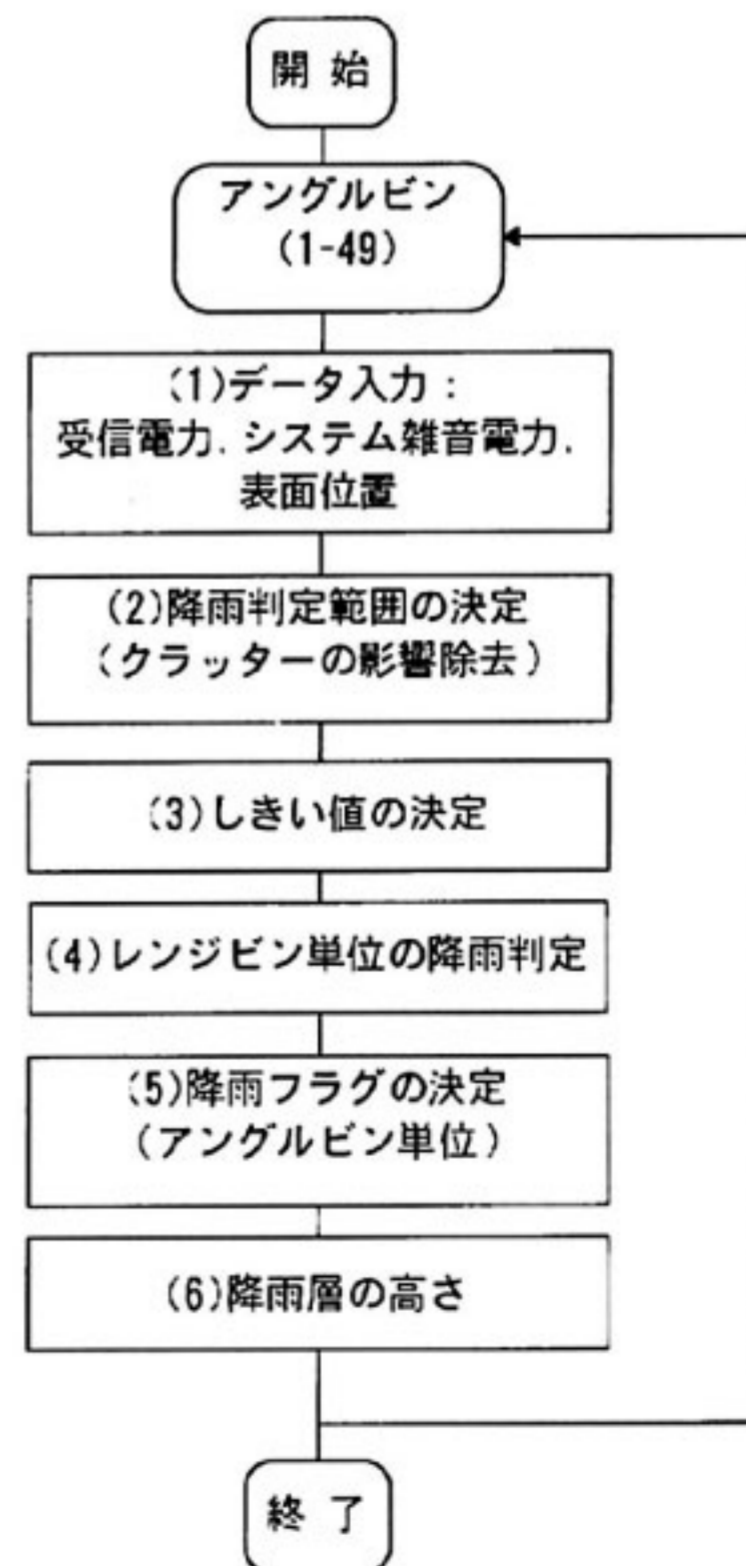 開 始
アングルビン
(1-49)
(1)データ入力：
受信電力，システム雑音電力，
表面位置
(2)降雨判定範囲の決定
（クラッターの影響除去）
(3)しきい値の決定
(4)レンジビン単位の降雨判定
(5)降雨フラグの決定
（アングルビン単位）
(6)降雨層の高さ
終 了